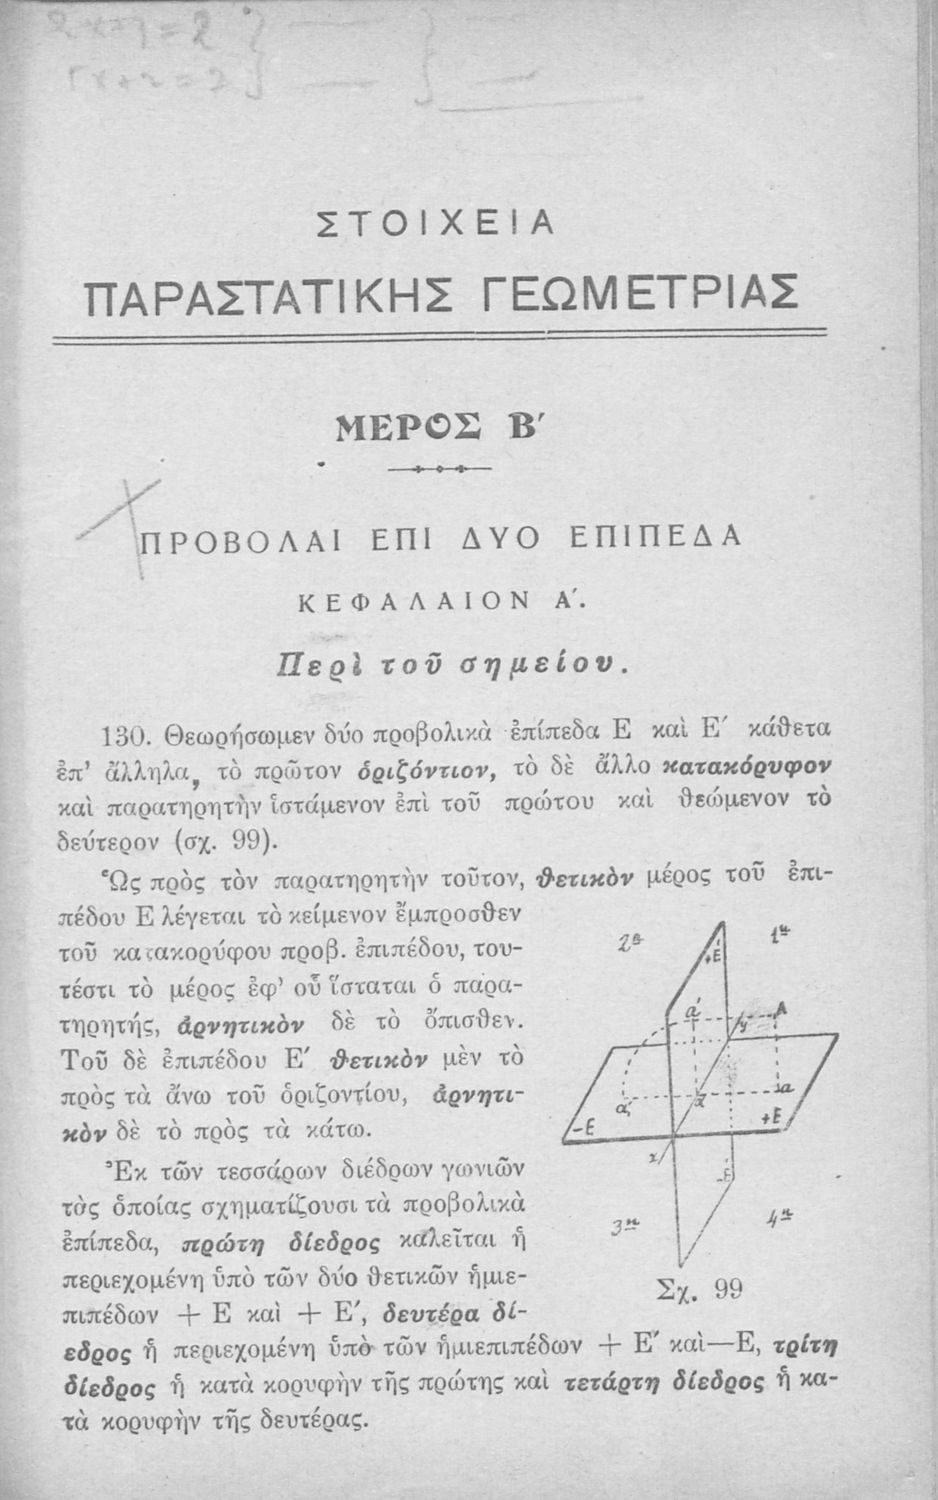 2x+y=2
ΣΤΟΙΧΕΙΑ
ΠΑΡΑΣΤΑΤΙΚΗΣ ΓΕΩΜΕΤΡΙΑΣ
ΜΕΡΟΣ Β΄
ΠΡΟΒΟΛΑΙ ΕΠΙ ΔΥΟ ΕΠΙΠΕΔΑ
ΚΕΦΑΛΑΙΟΝ Α΄.
Περὶ τοῦ σημείου.
130. Θεωρήσωμεν δύο προβολικὰ ἐπίπεδα Ε καὶ Ε΄ κάθετα
ἐπ’ ἄλληλα, τὸ πρῶτον ὁριζόντιον, τὸ δὲ ἄλλο κατακόρυφον
καὶ παρατηρητὴν ἱστάμενον ἐπὶ τοῦ πρώτου καὶ θεώμενον τὸ
δεύτερον (σχ. 99).
Ὡς πρὸς τὸν παρατηρητὴν τοῦτον, θετικὸν μέρος τοῦ ἐπι-
πέδου Ε λέγεται τὸ κείμενον ἔμπροσθεν
τοῦ κατακορύφου προβ. ἐπιπέδου, του-
τέστι τὸ μέρος ἐφ’ οὗ ἵσταται ὁ παρα-
τηρητής, ἀρνητικὸν δὲ τὸ ὄπισθεν.
Τοῦ δὲ ἐπιπέδου Ε΄ θετικὸν μὲν τὸ
πρὸς τὰ ἄνω τοῦ ὁριζοντίου, ἀρνητι-
κὸν δὲ τὸ πρὸς τὰ κάτω.
Ἐκ τῶν τεσσάρων διέδρων γωνιῶν
τὰς ὁποίας σχηματίζουσι τὰ προβολικὰ
ἐπίπεδα, πρώτη δίεδρος καλεῖται ἡ
περιεχομένη ὑπὸ τῶν δύο θετικῶν ἡμιε-
πιπέδων + Ε καὶ + Ε΄, δευτέρα δί-
εδρος ἡ περιεχομένη ὑπὸ τῶν ἡμιεπιπέδων + Ε΄ καὶ—Ε, τρίτη
δίεδρος ἡ κατὰ κορυφὴν τῆς πρώτης καὶ τετάρτη δίεδρος ἡ κα-
τὰ κορυφὴν τῆς δευτέρας.
2α 1η
+Ε΄
α΄ y Α
α΄, α α
-Ε +Ε
x -Ε΄
3η 4η
Σχ. 99